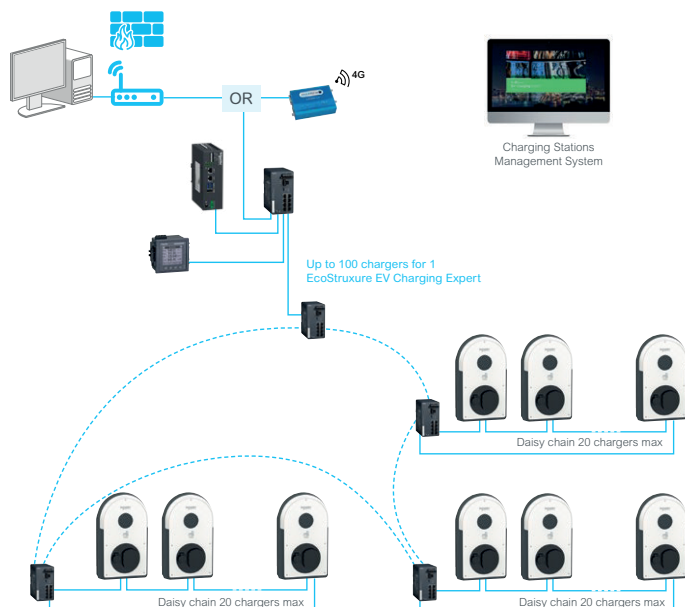 4G
OR
Charging Stations
Management System
Up to 100 chargers for 1
EcoStruxure EV Charging Expert
Daisy chain 20 chargers max
Daisy chain 20 chargers max
Daisy chain 20 chargers max